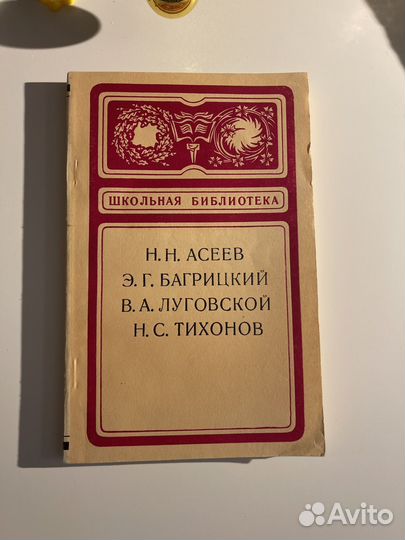 ШКОЛЬНАЯ БИБЛИОТЕКА
Н. Н. АСЕЕВ
Э. Г. БАГРИЦКИЙ
В. А. ЛУГОВСКОЙ
Н. С. ТИХОНОВ
Avito